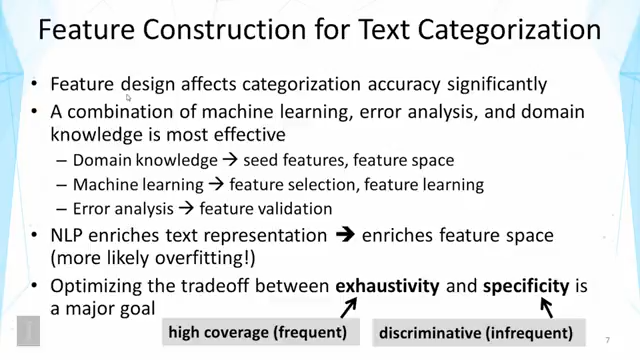 Feature Construction for Text Categorization
• Feature design affects categorization accuracy significantly
• A combination of machine learning, error analysis, and domain
knowledge is most effective
– Domain knowledge → seed features, feature space
– Machine learning → feature selection, feature learning
– Error analysis → feature validation
• NLP enriches text representation → enriches feature space
(more likely overfitting!)
• Optimizing the tradeoff between exhaustivity and specificity is
a major goal
high coverage (frequent)
discriminative (infrequent)
7